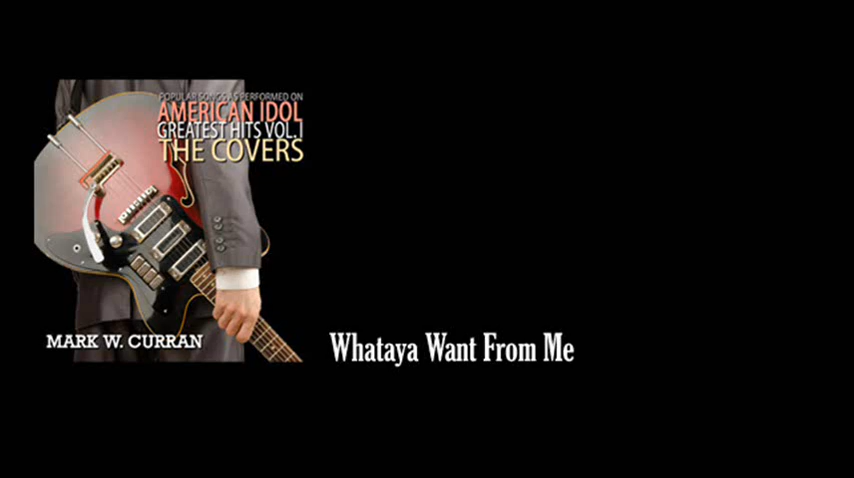 POPULAR SONGS AS PERFORMED ON
AMERICAN IDOL
GREATEST HITS VOL.1
THE COVERS
MARK W. CURRAN
Whataya Want From Me